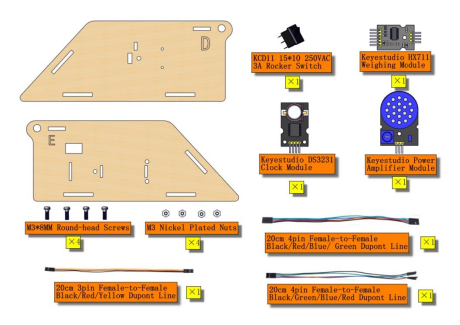 D
KCD11 15*10 250VAC
3A Rocker Switch
×1
Keyestudio HX711
Weighing Module
×1
E
Keyestudio DS3231
Clock Module
×1
Keyestudio Power
Amplifier Module
×1
M3*8MM Round-head Screws
×4
M3 Nickel Plated Nuts
×4
20cm 4pin Female-to-Female
Black/Red/Blue/ Green Dupont Line
×1
20cm 3pin Female-to-Female
Black/Red/Yellow Dupont Line
×1
20cm 4pin Female-to-Female
Black/Green/Blue/Red Dupont Line
×1